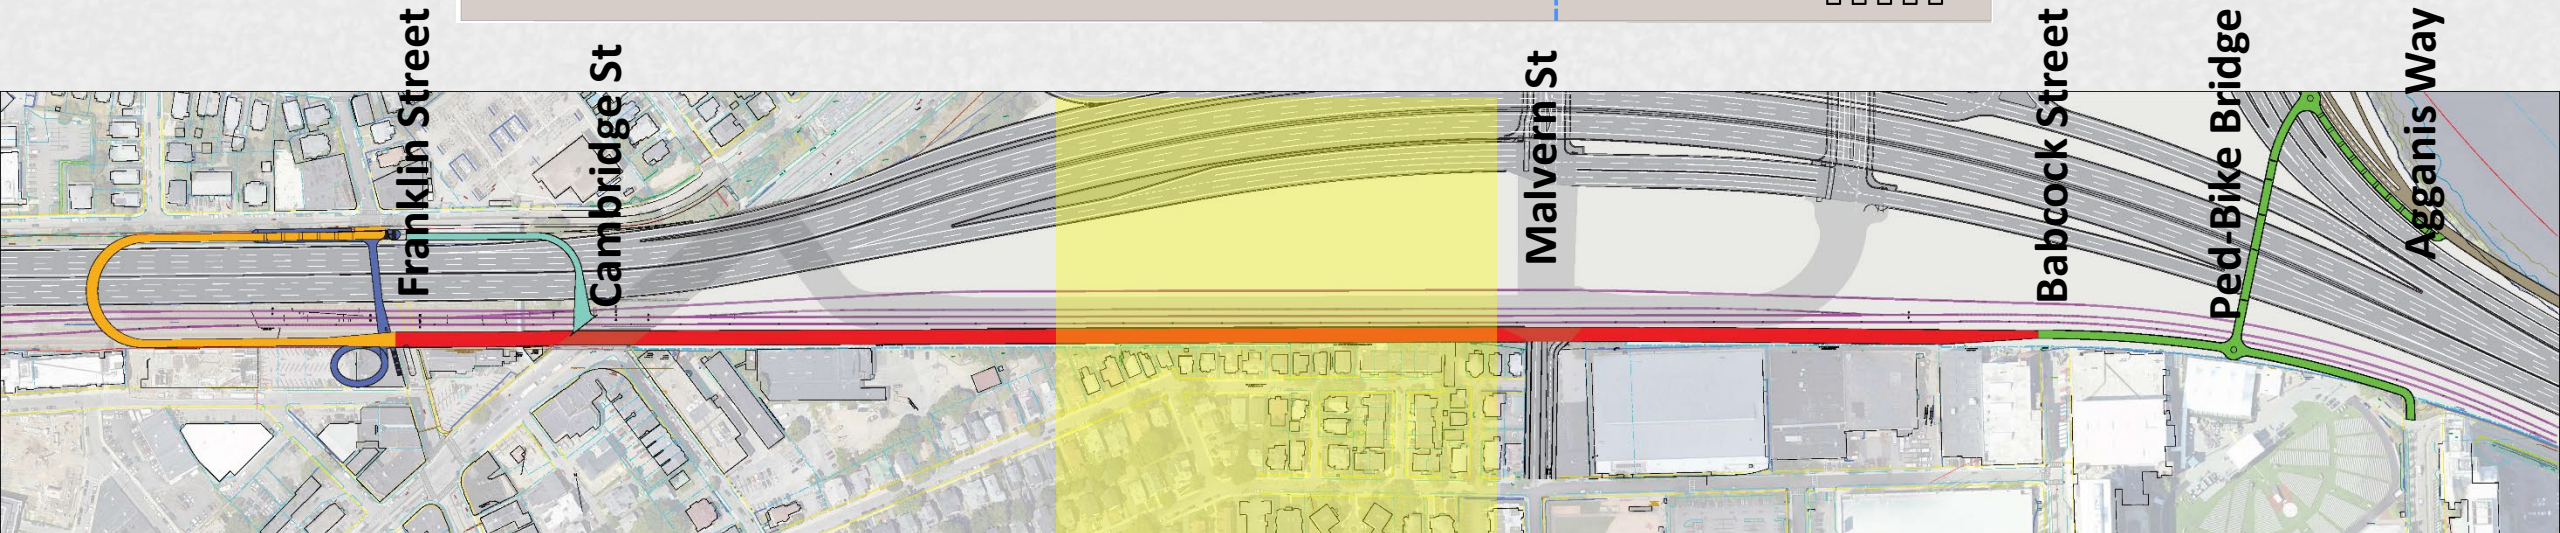 Franklin Street
Cambridge St
Malvern St
Babcock Street
Ped-Bike Bridge
Agganis Way